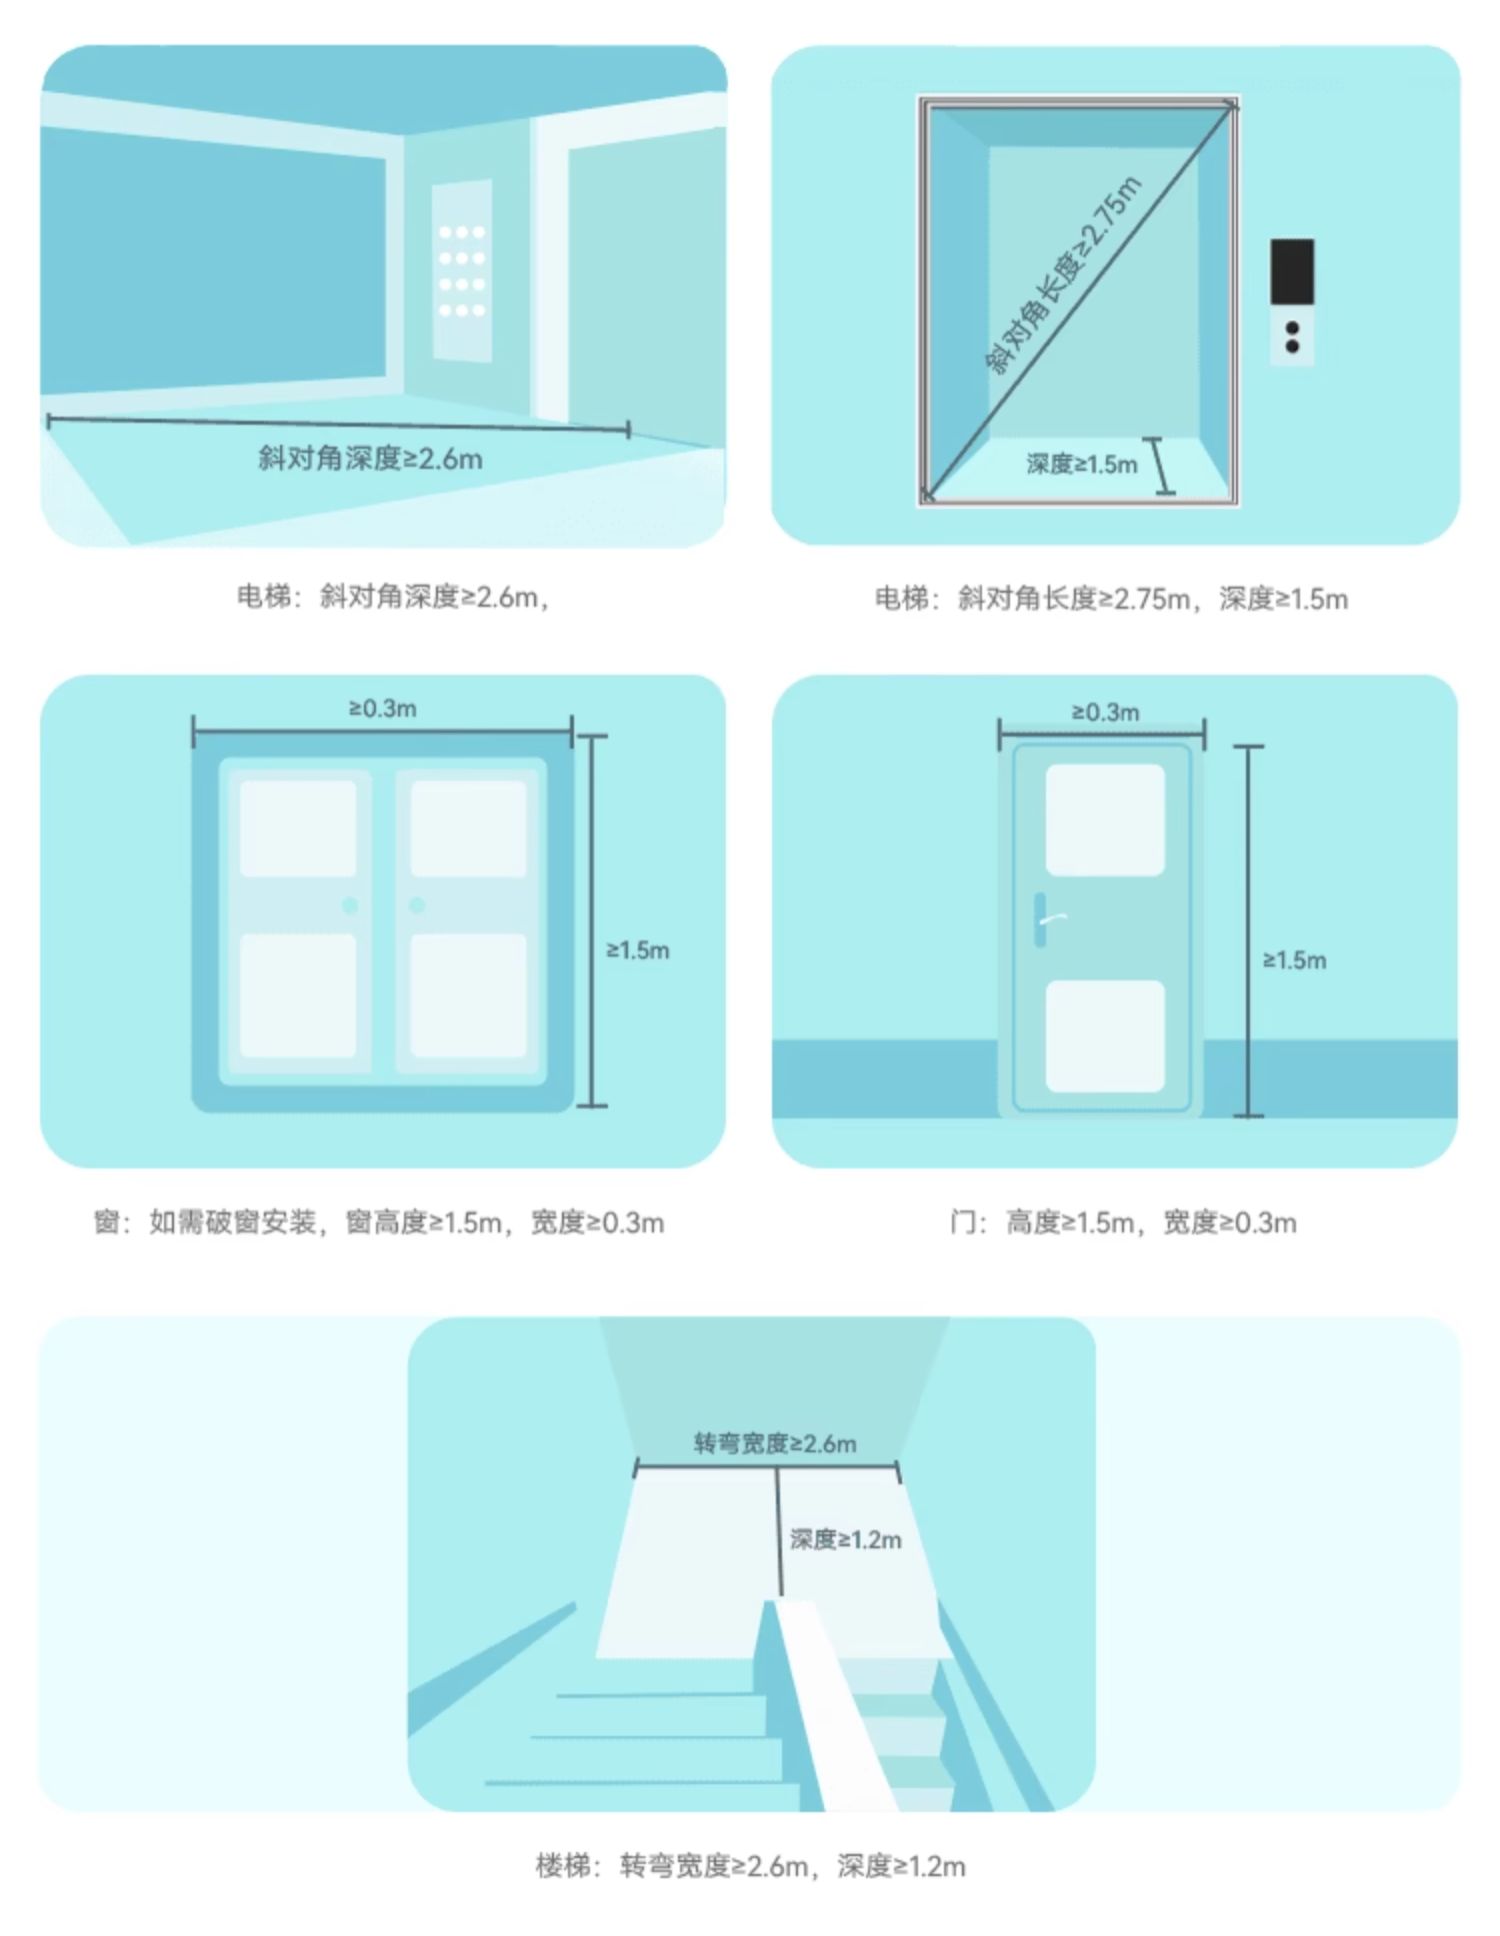 斜对角深度≥2.6m
斜对角长度≥2.75m
深度≥1.5m
电梯：斜对角深度≥2.6m，
电梯：斜对角长度≥2.75m，深度≥1.5m
≥0.3m
≥1.5m
≥0.3m
≥1.5m
窗：如需破窗安装，窗高度≥1.5m，宽度≥0.3m
门：高度≥1.5m，宽度≥0.3m
转弯宽度≥2.6m
深度≥1.2m
楼梯：转弯宽度≥2.6m，深度≥1.2m